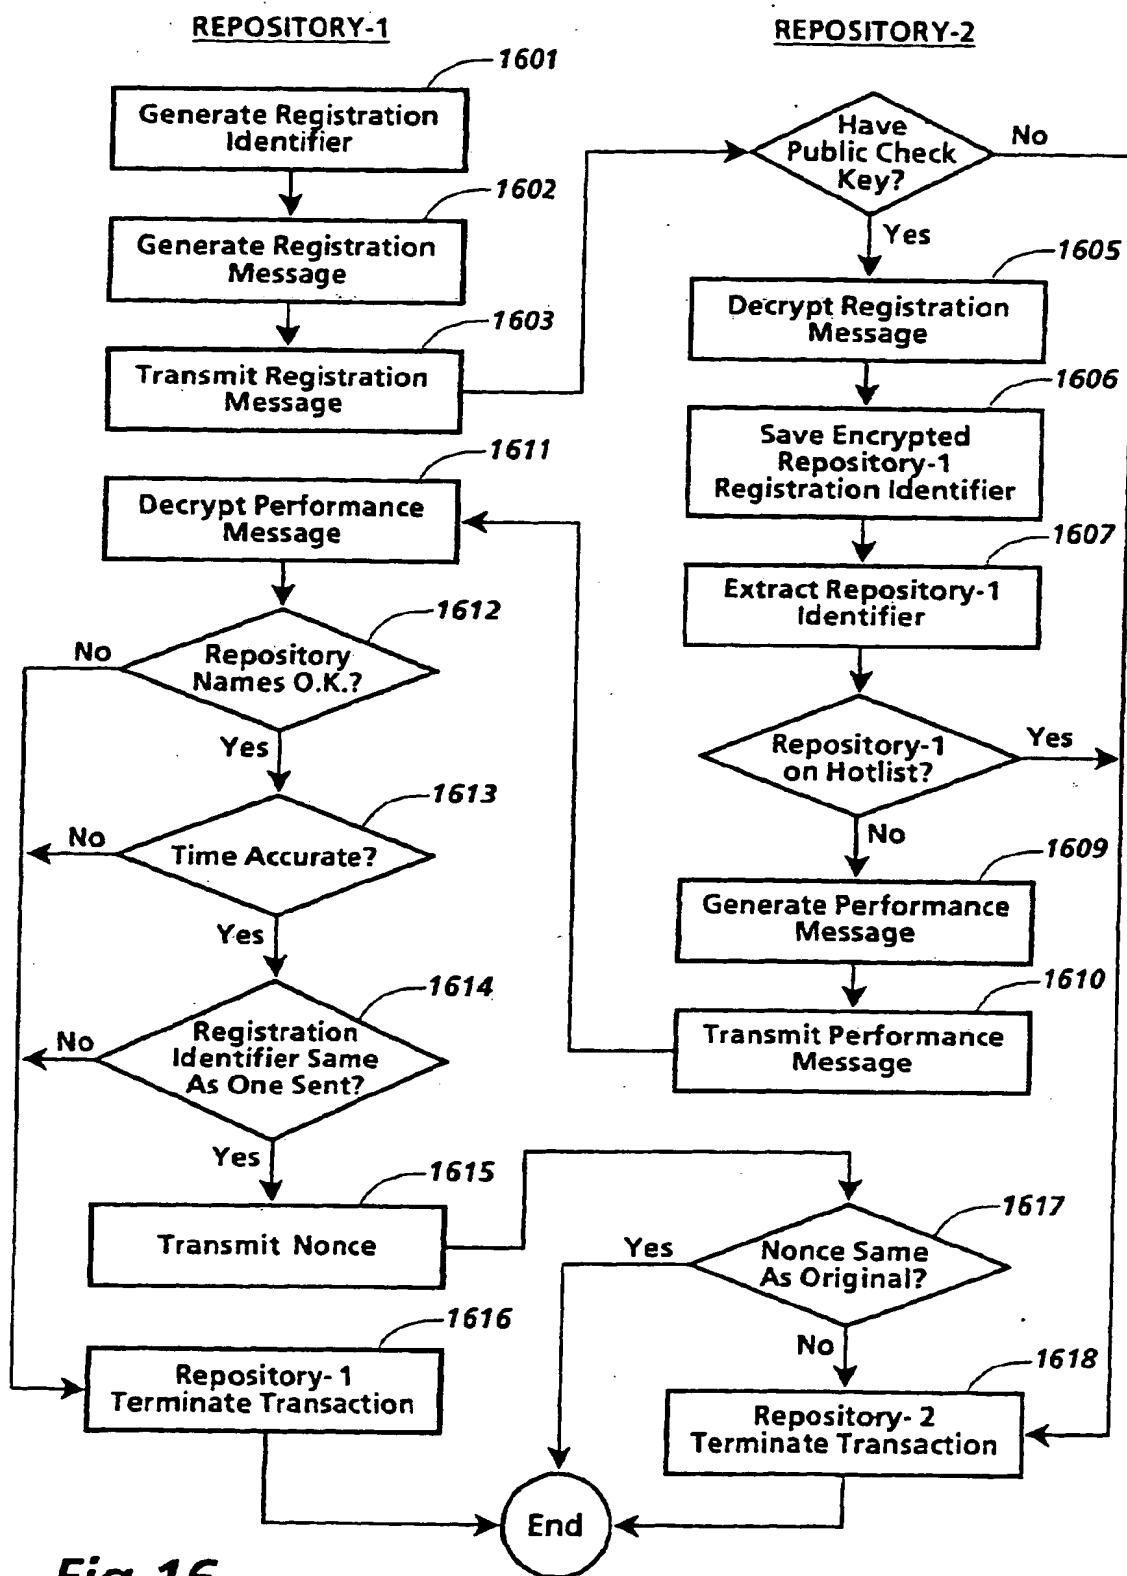 REPOSITORY-1
1601
Generate Registration
Identifier
1602
Generate Registration
Message
1603
Transmit Registration
Message
1611
Decrypt Performance
Message
1612
Repository
Names O.K.?
No
Yes
1613
Time Accurate?
No
Yes
1614
Registration
Identifier Same
As One Sent?
No
Yes
1615
Transmit Nonce
1616
Repository- 1
Terminate Transaction
REPOSITORY-2
Have
Public Check
Key?
No
Yes
1605
Decrypt Registration
Message
1606
Save Encrypted
Repository-1
Registration Identifier
1607
Extract Repository-1
Identifier
Repository-1
on Hotlist?
Yes
No
1609
Generate Performance
Message
1610
Transmit Performance
Message
1617
Nonce Same
As Original?
Yes
No
1618
Repository- 2
Terminate Transaction
End
Fig. 16